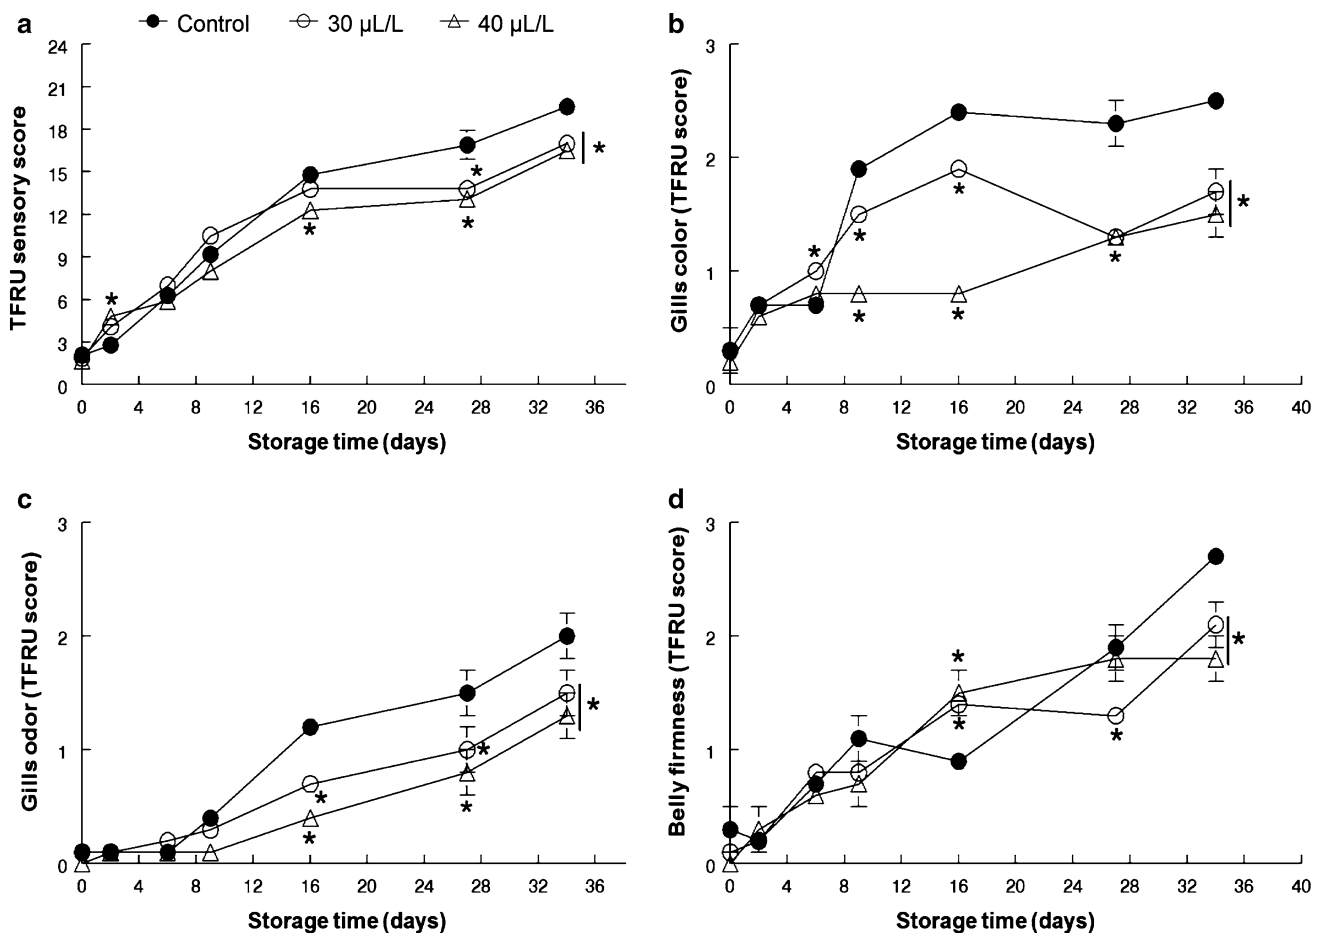 a
Control 30 µL/L 40 µL/L
24
21
18
15
12
9
6
3
0
TFRU sensory score
* * * * *
0 4 8 12 16 20 24 28 32 36
Storage time (days)
b
3
2
1
0
Gills color (TFRU score)
* * * * * * *
0 4 8 12 16 20 24 28 32 36 40
Storage time (days)
c
3
2
1
0
Gills odor (TFRU score)
* * * * *
0 4 8 12 16 20 24 28 32 36
Storage time (days)
d
3
2
1
0
Belly firmness (TFRU score)
* * * *
0 4 8 12 16 20 24 28 32 36 40
Storage time (days)